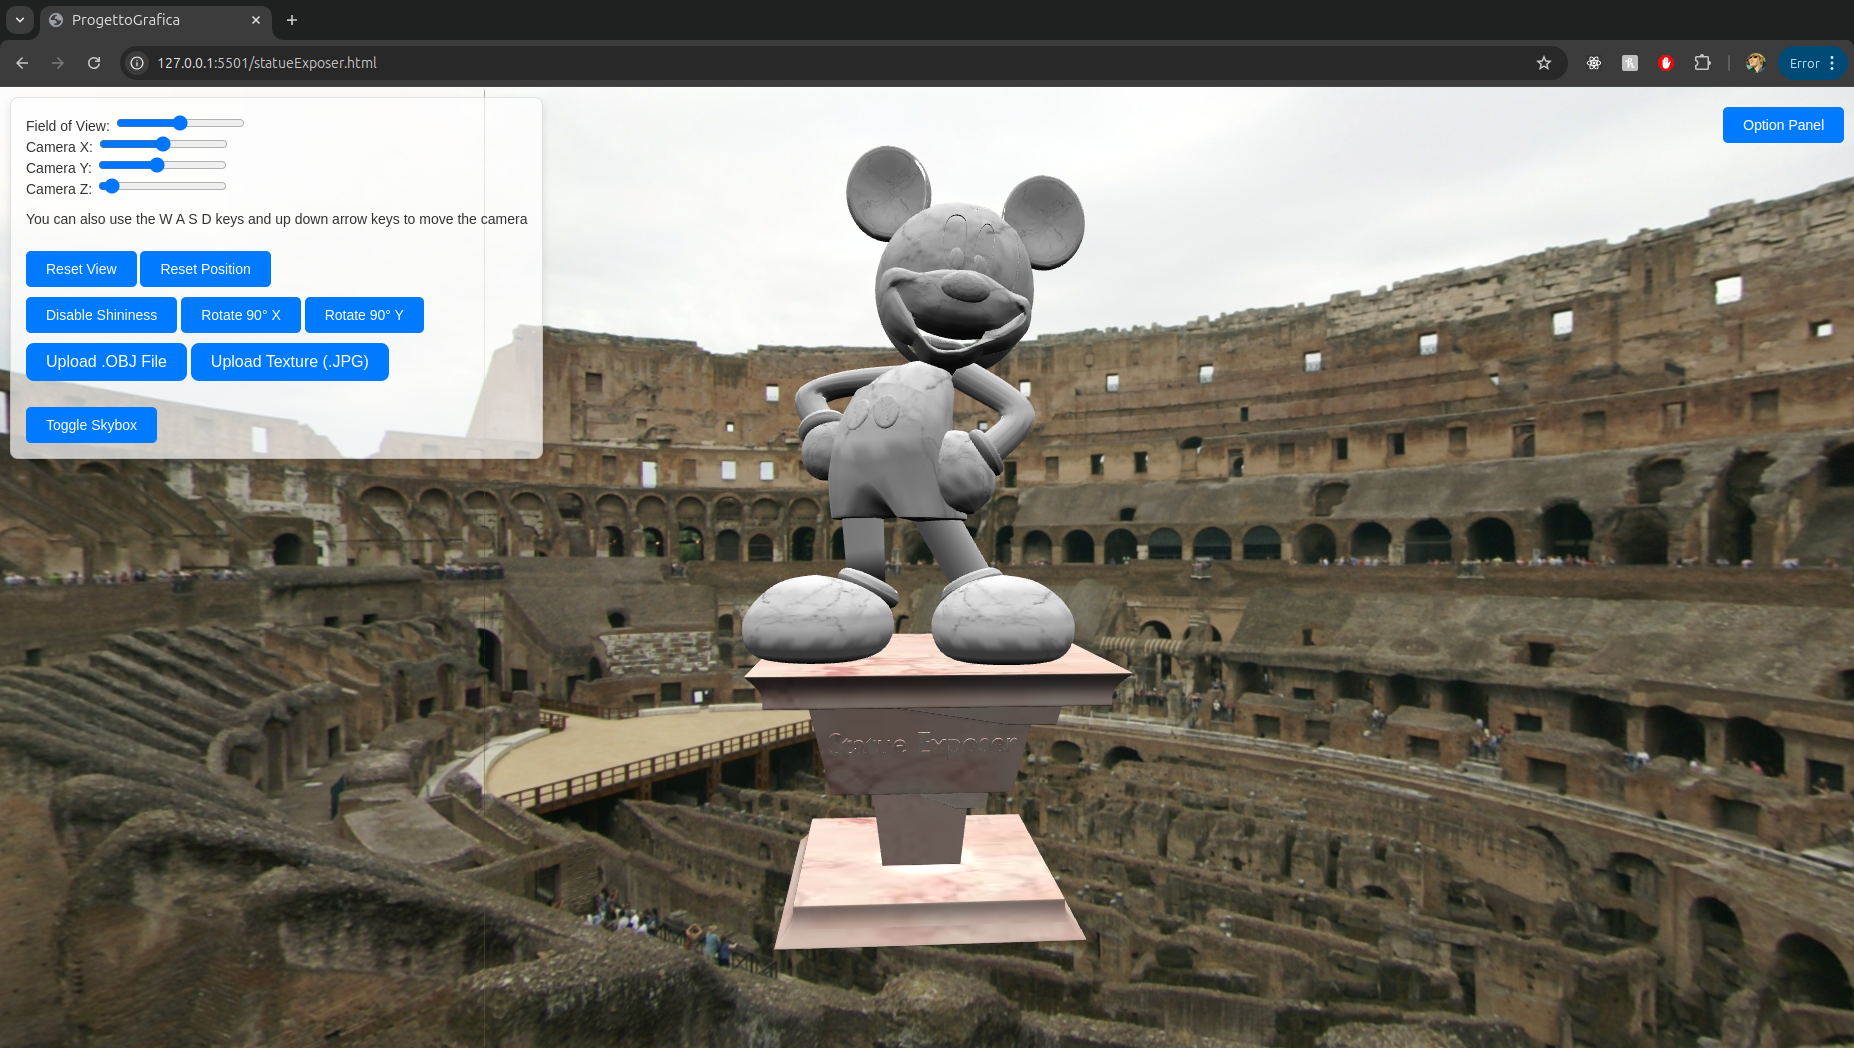 ProgettoGrafica
127.0.0.1:5501/statueExposer.html
Error
Field of View:
Camera X:
Camera Y:
Camera Z:
You can also use the W A S D keys and up down arrow keys to move the camera
Reset View
Reset Position
Disable Shininess
Rotate 90° X
Rotate 90° Y
Upload .OBJ File
Upload Texture (.JPG)
Toggle Skybox
Option Panel
Statue Exposer